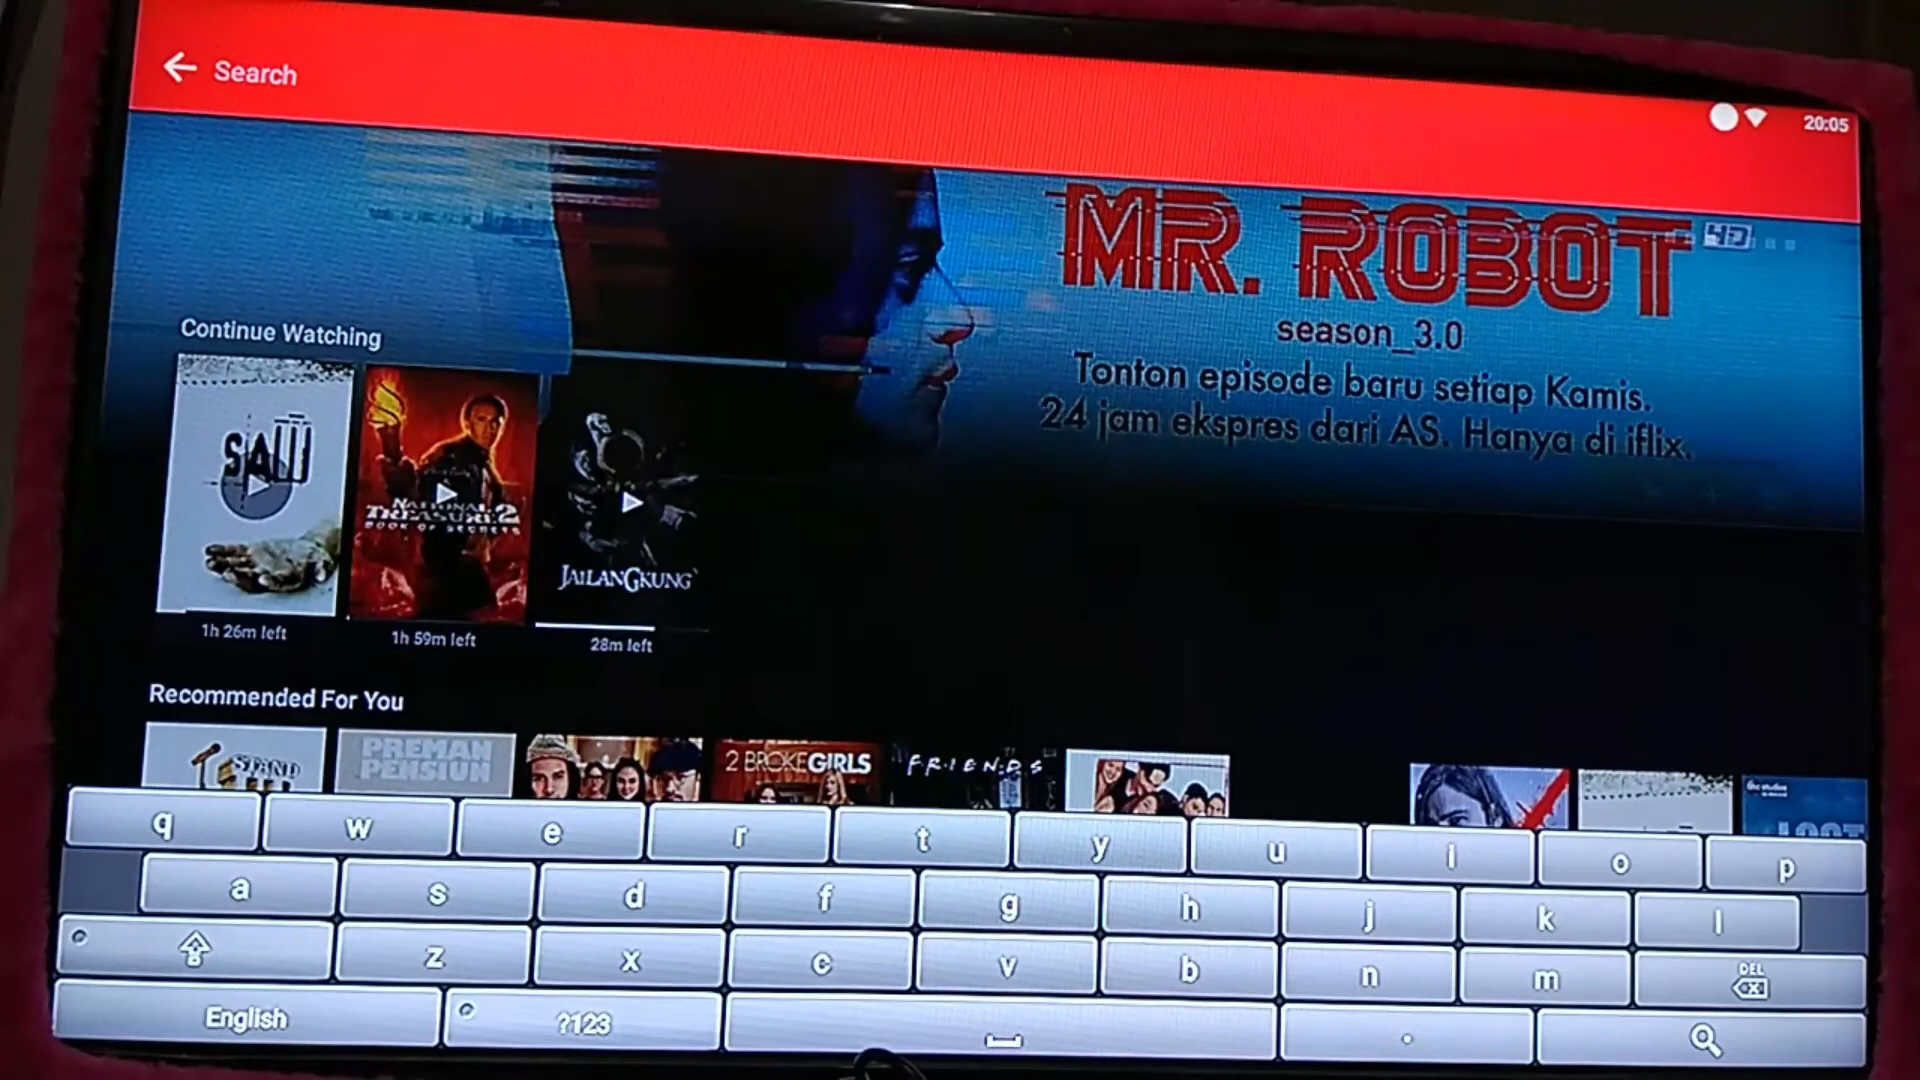 Search
20:05
MR. ROBOT
season_3.0
Tonton episode baru setiap Kamis.
24 jam ekspres dari AS. Hanya di iflix.
Continue Watching
SAW
NATIONAL TREASURE 2
BOOK OF SECRETS
JAILANGKUNG
1h 26m left
1h 59m left
28m left
Recommended For You
STAND
PREMAN
PENSIUN
2 BROKE GIRLS
FRIENDS
q w e r t y u i o p
a s d f g h j k l
z x c v b n m DEL
English ?123 .